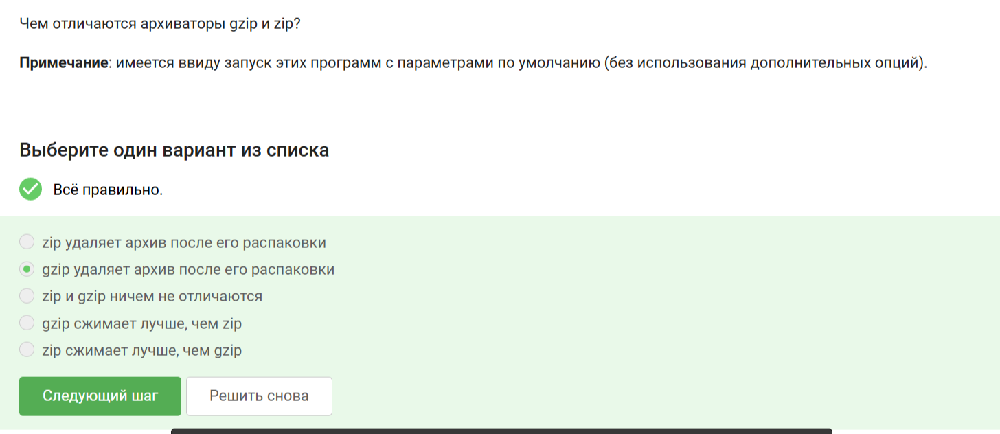 Чем отличаются архиваторы gzip и zip?
Примечание: имеется ввиду запуск этих программ с параметрами по умолчанию (без использования дополнительных опций).
Выберите один вариант из списка
Всё правильно.
zip удаляет архив после его распаковки
gzip удаляет архив после его распаковки
zip и gzip ничем не отличаются
gzip сжимает лучше, чем zip
zip сжимает лучше, чем gzip
Следующий шаг
Решить снова